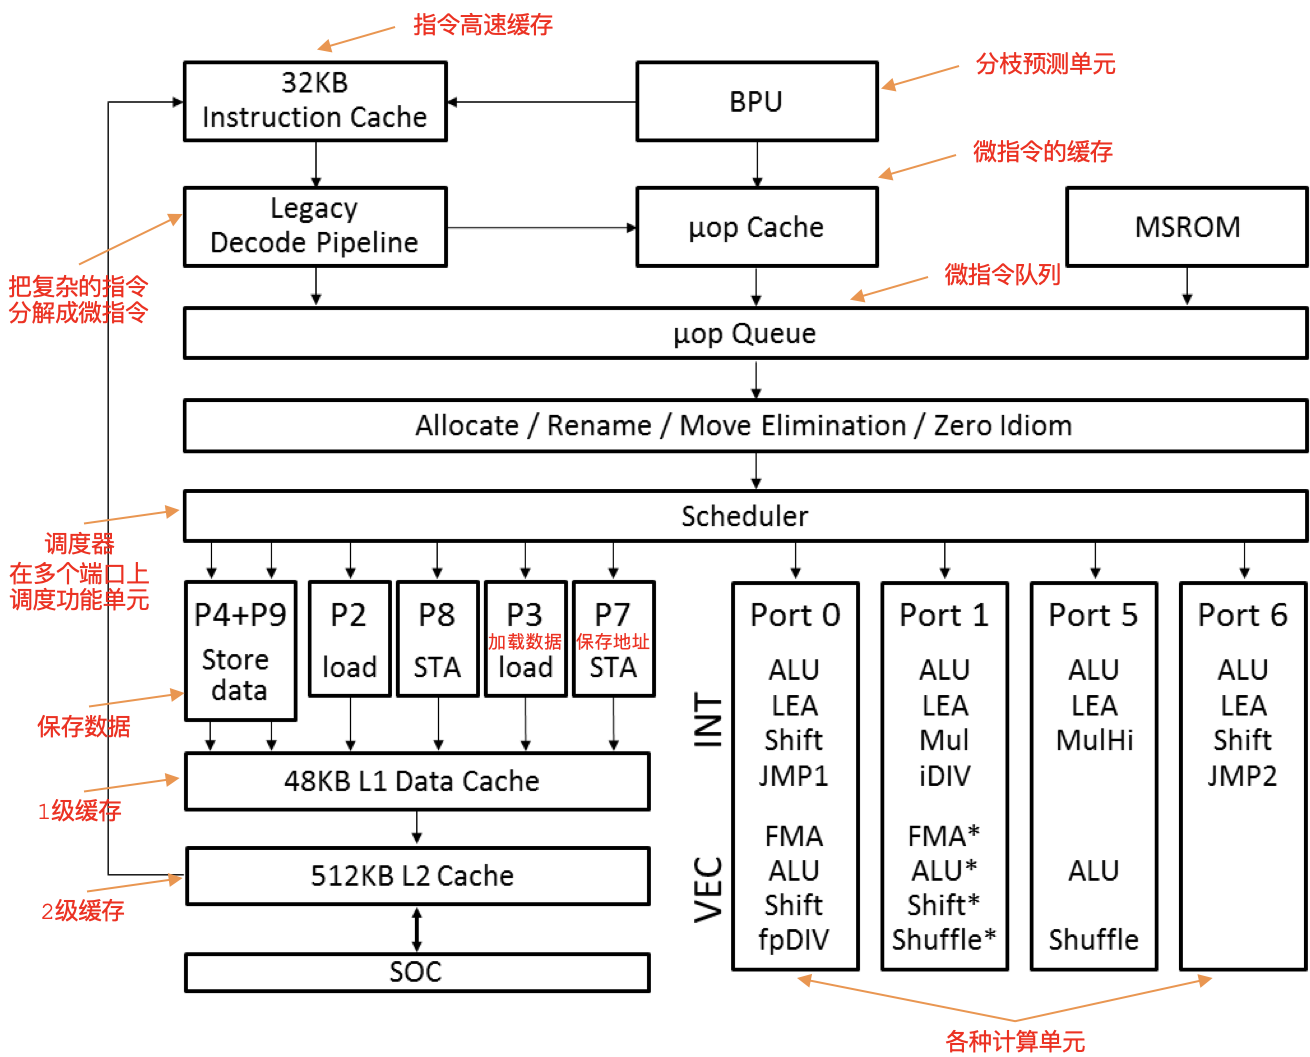 指令高速缓存
32KB
Instruction Cache
BPU
分枝预测单元
微指令的缓存
Legacy
Decode Pipeline
μop Cache
MSROM
把复杂的指令
分解成微指令
微指令队列
μop Queue
Allocate / Rename / Move Elimination / Zero Idiom
Scheduler
调度器
在多个端口上
调度功能单元
P4+P9
Store
data
P2
load
P8
STA
P3
加载数据
load
P7
保存地址
STA
保存数据
48KB L1 Data Cache
1级缓存
512KB L2 Cache
2级缓存
SOC
INT
VEC
Port 0
ALU
LEA
Shift
JMP1
FMA
ALU
Shift
fpDIV
Port 1
ALU
LEA
Mul
iDIV
FMA*
ALU*
Shift*
Shuffle*
Port 5
ALU
LEA
MulHi
ALU
Shuffle
Port 6
ALU
LEA
Shift
JMP2
各种计算单元